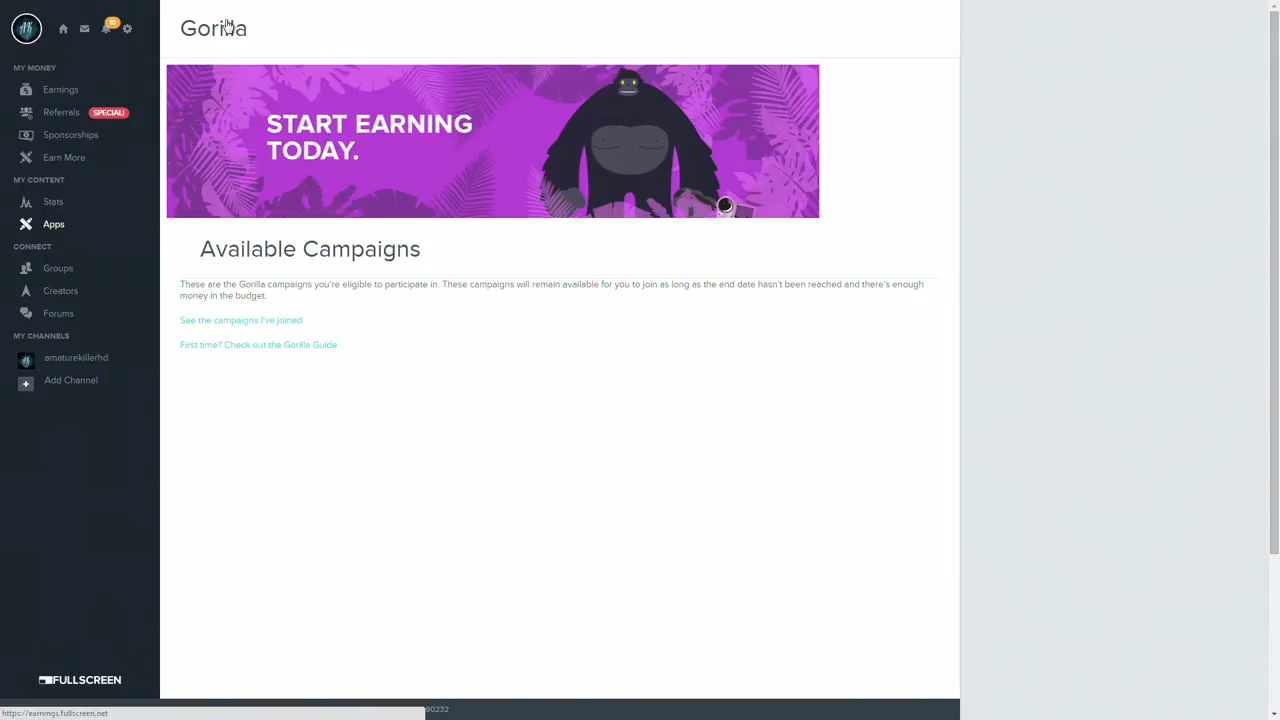 10
MY MONEY
Earnings
Referrals SPECIAL!
Sponsorships
Earn More
MY CONTENT
Stats
Apps
CONNECT
Groups
Creators
Forums
MY CHANNELS
amaturekillerhd
Add Channel
FULLSCREEN
https://earnings.fullscreen.net
Gorilla
START EARNING
TODAY.
Available Campaigns
These are the Gorilla campaigns you're eligible to participate in. These campaigns will remain available for you to join as long as the end date hasn't been reached and there's enough
money in the budget.
See the campaigns I've joined
First time? Check out the Gorilla Guide
90232